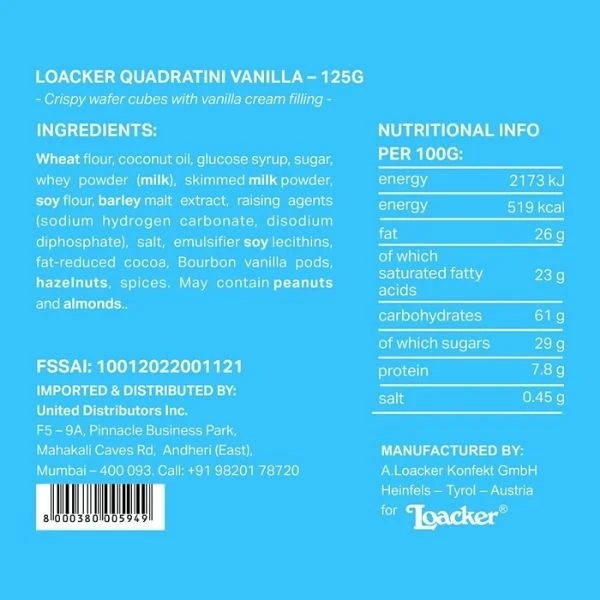 LOACKER QUADRATINI VANILLA – 125G
- Crispy wafer cubes with vanilla cream filling -
INGREDIENTS:
Wheat flour, coconut oil, glucose syrup, sugar,
whey powder (milk), skimmed milk powder,
soy flour, barley malt extract, raising agents
(sodium hydrogen carbonate, disodium
diphosphate), salt, emulsifier soy lecithins,
fat-reduced cocoa, Bourbon vanilla pods,
hazelnuts, spices. May contain peanuts
and almonds..
FSSAI: 10012022001121
IMPORTED & DISTRIBUTED BY:
United Distributors Inc.
F5 – 9A, Pinnacle Business Park,
Mahakali Caves Rd, Andheri (East),
Mumbai – 400 093. Call: +91 98201 78720
8 000380 005949
NUTRITIONAL INFO
PER 100G:
energy 2173 kJ
energy 519 kcal
fat 26 g
of which
saturated fatty 23 g
acids
carbohydrates 61 g
of which sugars 29 g
protein 7.8 g
salt 0.45 g
MANUFACTURED BY:
A.Loacker Konfekt GmbH
Heinfels – Tyrol – Austria
for Loacker®